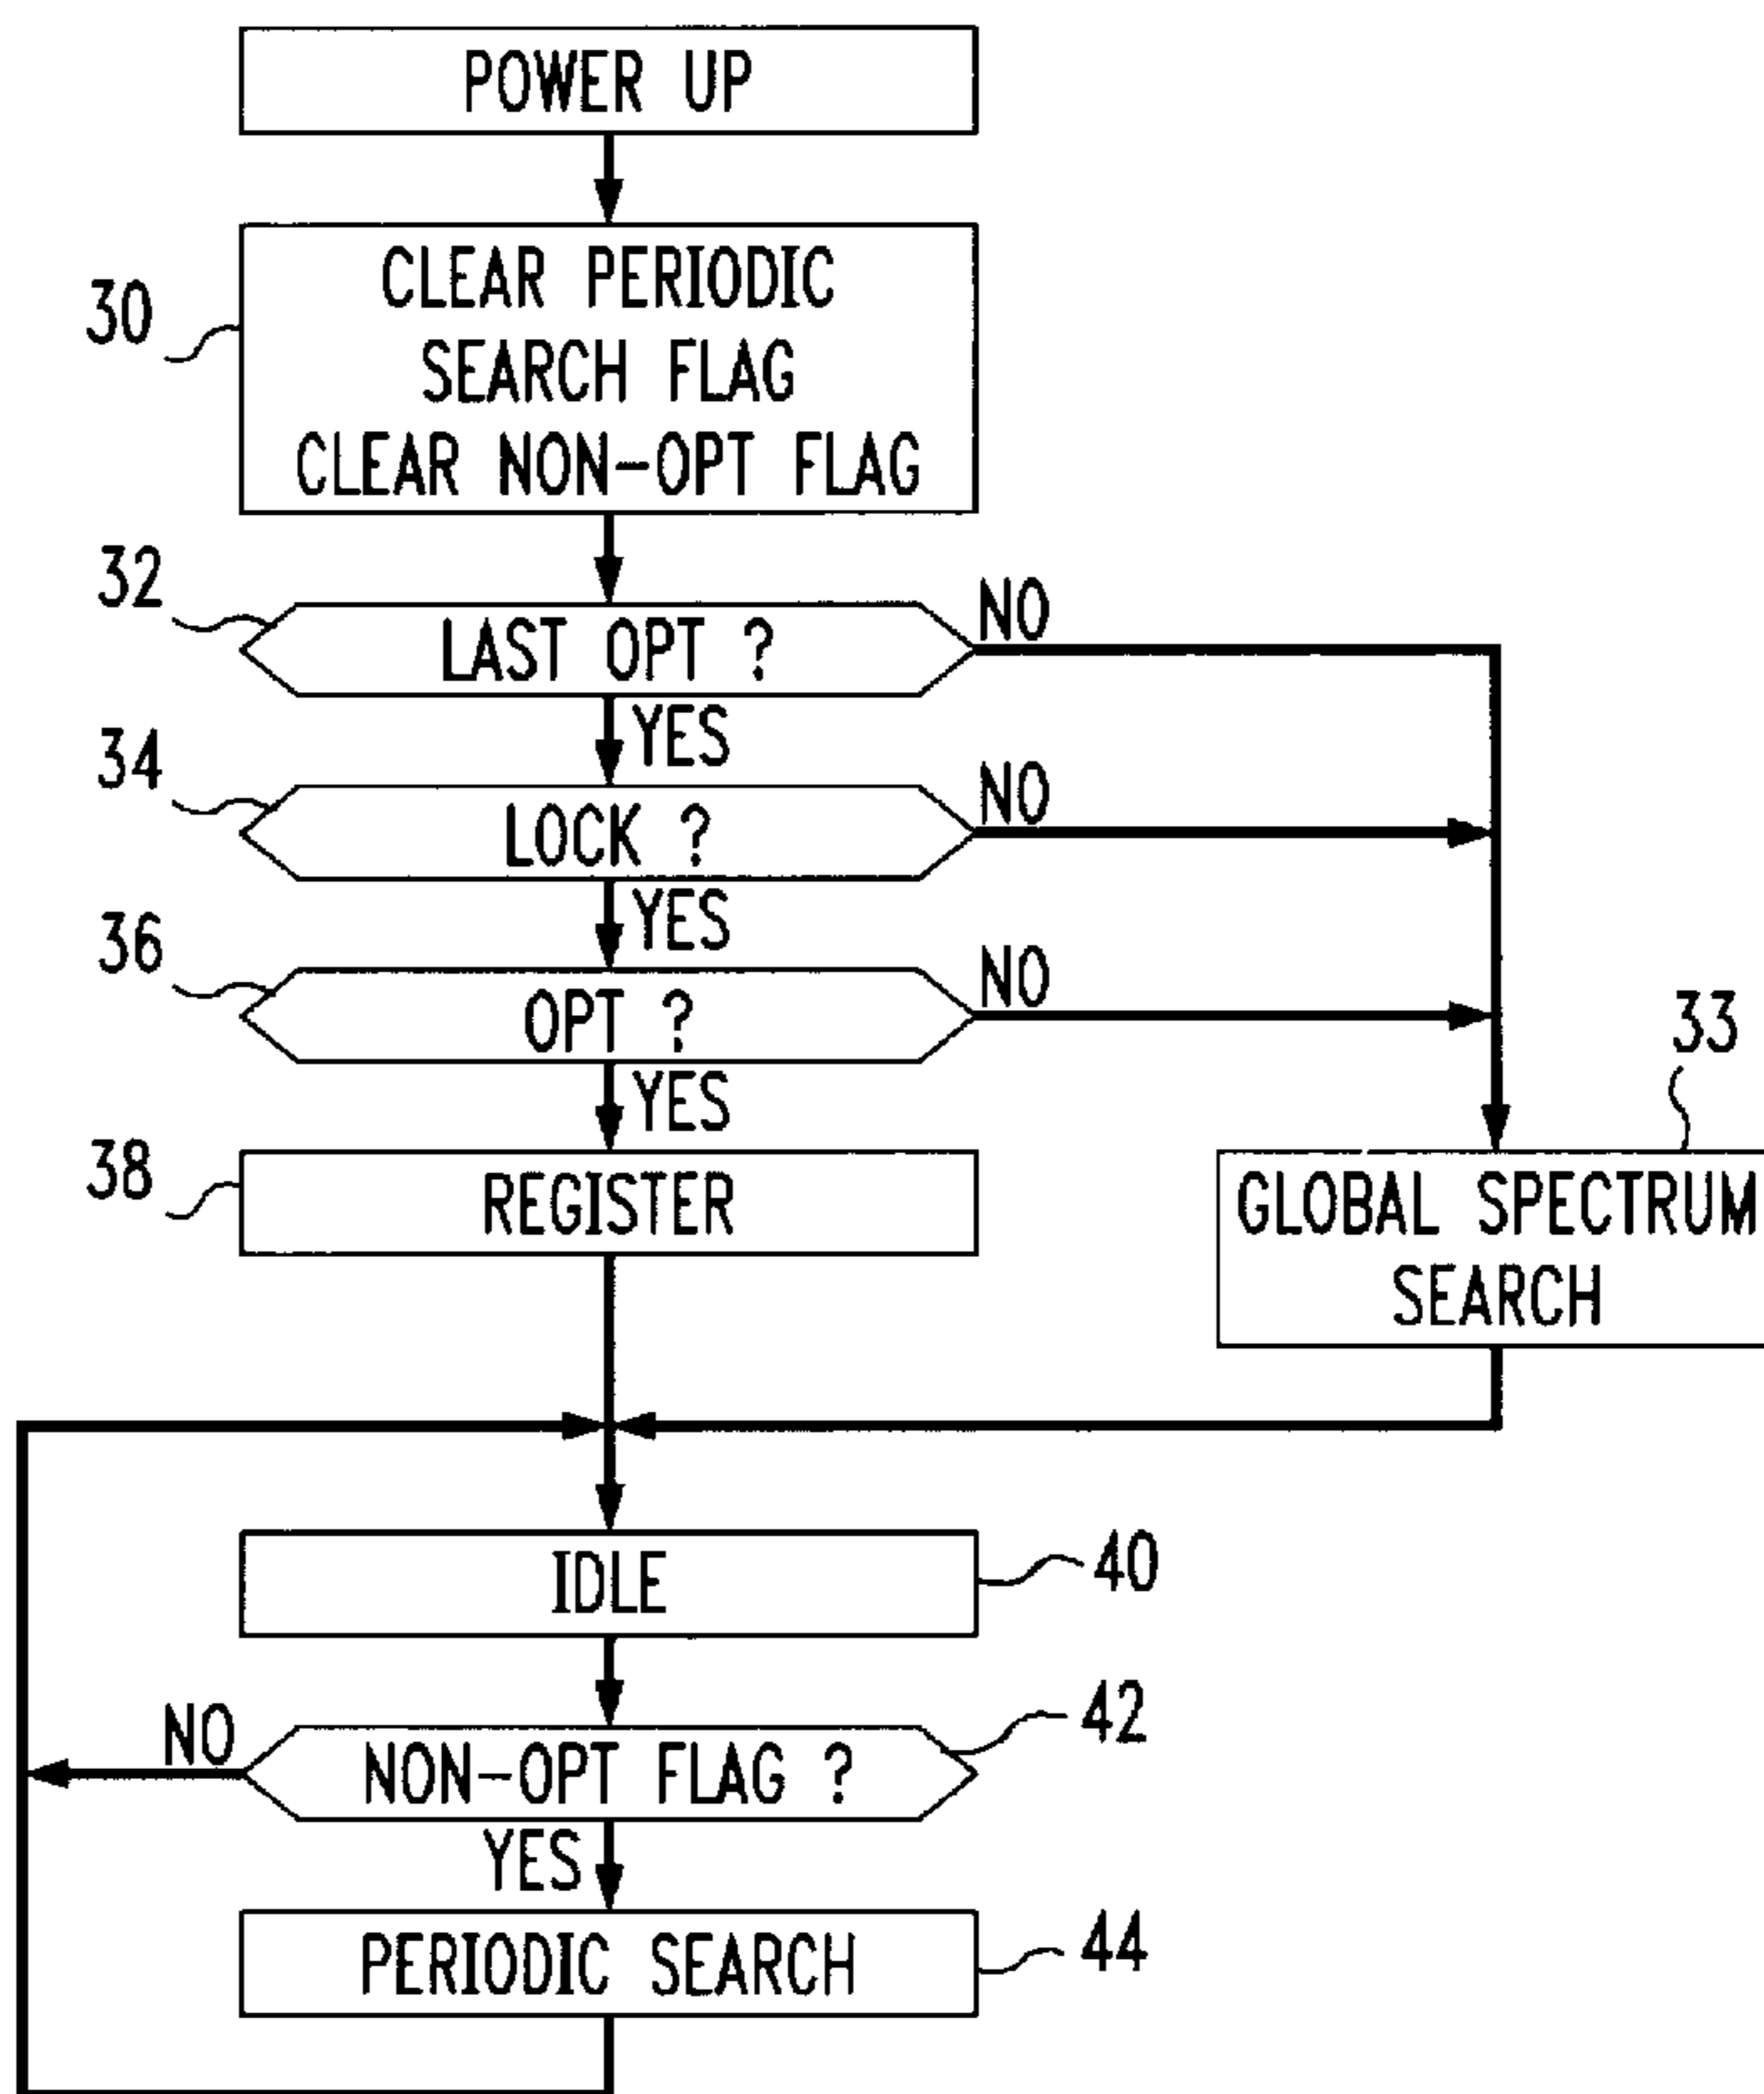 POWER UP
30
CLEAR PERIODIC
SEARCH FLAG
CLEAR NON-OPT FLAG
32
LAST OPT ?
NO
YES
34
LOCK ?
NO
YES
36
OPT ?
NO
YES
33
38
REGISTER
GLOBAL SPECTRUM
SEARCH
IDLE
40
NO
NON-OPT FLAG ?
42
YES
PERIODIC SEARCH
44